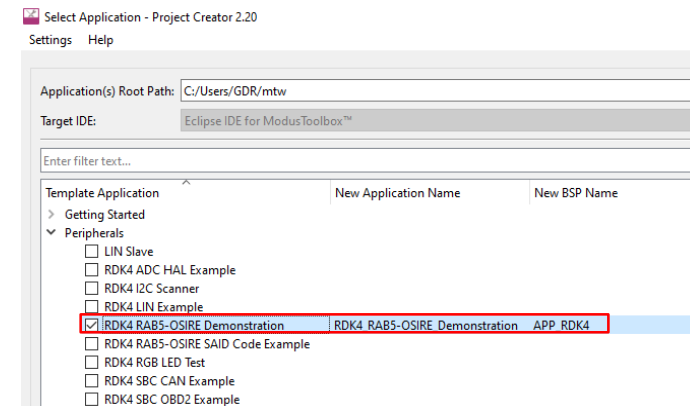 Select Application - Project Creator 2.20
Settings Help
Application(s) Root Path: C:/Users/GDR/mtw
Target IDE: Eclipse IDE for ModusToolbox™
Enter filter text...
Template Application New Application Name New BSP Name
Getting Started
Peripherals
LIN Slave
RDK4 ADC HAL Example
RDK4 I2C Scanner
RDK4 LIN Example
RDK4 RAB5-OSIRE Demonstration RDK4_RAB5-OSIRE_Demonstration APP_RDK4
RDK4 RAB5-OSIRE SAID Code Example
RDK4 RGB LED Test
RDK4 SBC CAN Example
RDK4 SBC OBD2 Example